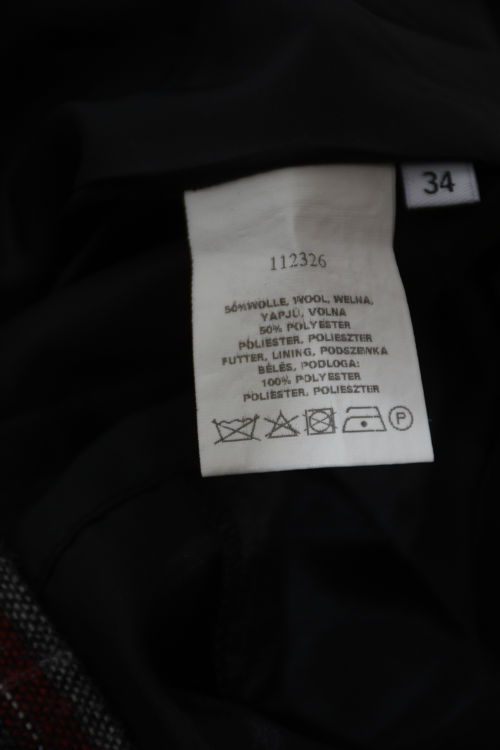 34
112326
50%WOLLE, WOOL, WEŁNA,
YAPJÚ, VOLNA
50% POLYESTER
POLIESTER, POLIESZTER
FUTTER, LINING, PODSZEWKA
BÉLÉS, PODLOGA:
100% POLYESTER
POLIESTER, POLIESZTER
P